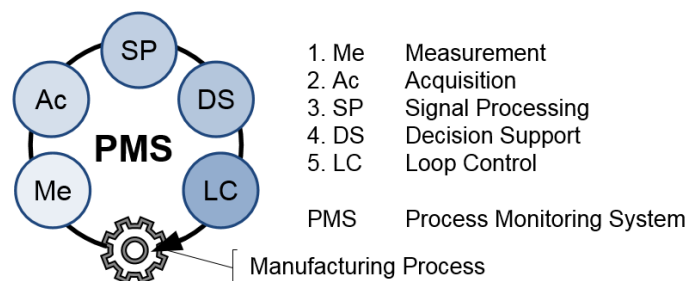 SP
Ac
DS
PMS
Me
LC
1. Me Measurement
2. Ac Acquisition
3. SP Signal Processing
4. DS Decision Support
5. LC Loop Control
PMS Process Monitoring System
Manufacturing Process